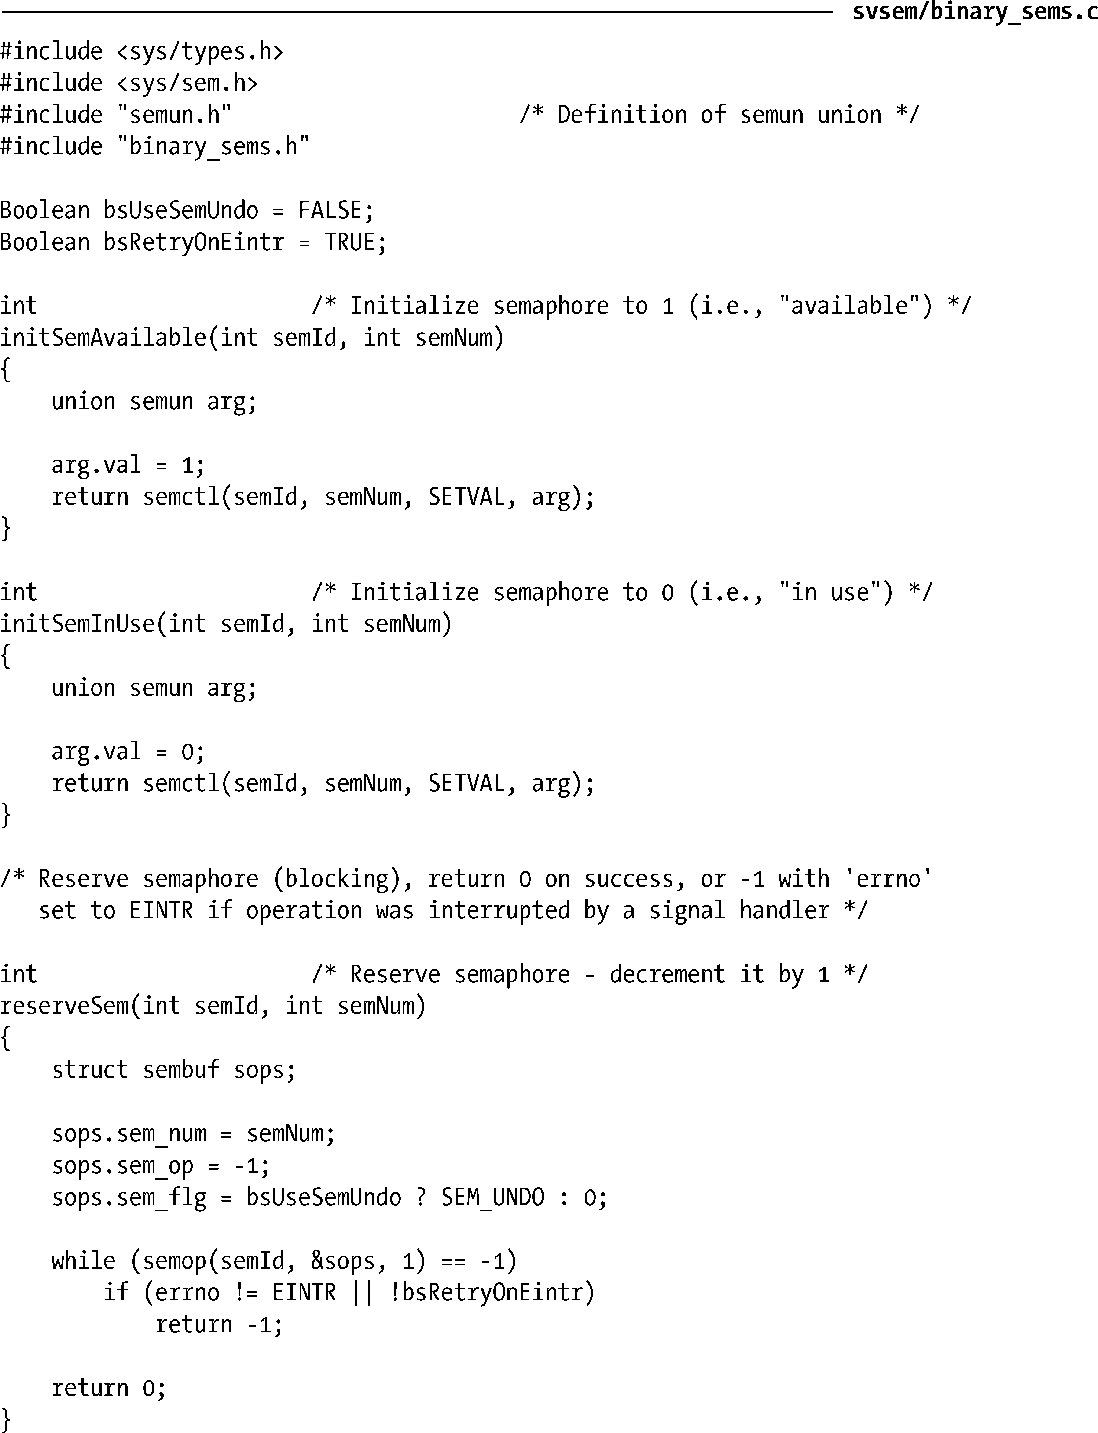 svsem/binary_sems.c
#include <sys/types.h>
#include <sys/sem.h>
#include "semun.h"                      /* Definition of semun union */
#include "binary_sems.h"

Boolean bsUseSemUndo = FALSE;
Boolean bsRetryOnEintr = TRUE;

int                     /* Initialize semaphore to 1 (i.e., "available") */
initSemAvailable(int semId, int semNum)
{
    union semun arg;

    arg.val = 1;
    return semctl(semId, semNum, SETVAL, arg);
}

int                     /* Initialize semaphore to 0 (i.e., "in use") */
initSemInUse(int semId, int semNum)
{
    union semun arg;

    arg.val = 0;
    return semctl(semId, semNum, SETVAL, arg);
}

/* Reserve semaphore (blocking), return 0 on success, or -1 with 'errno'
   set to EINTR if operation was interrupted by a signal handler */

int                     /* Reserve semaphore - decrement it by 1 */
reserveSem(int semId, int semNum)
{
    struct sembuf sops;

    sops.sem_num = semNum;
    sops.sem_op = -1;
    sops.sem_flg = bsUseSemUndo ? SEM_UNDO : 0;

    while (semop(semId, &sops, 1) == -1)
        if (errno != EINTR || !bsRetryOnEintr)
            return -1;

    return 0;
}